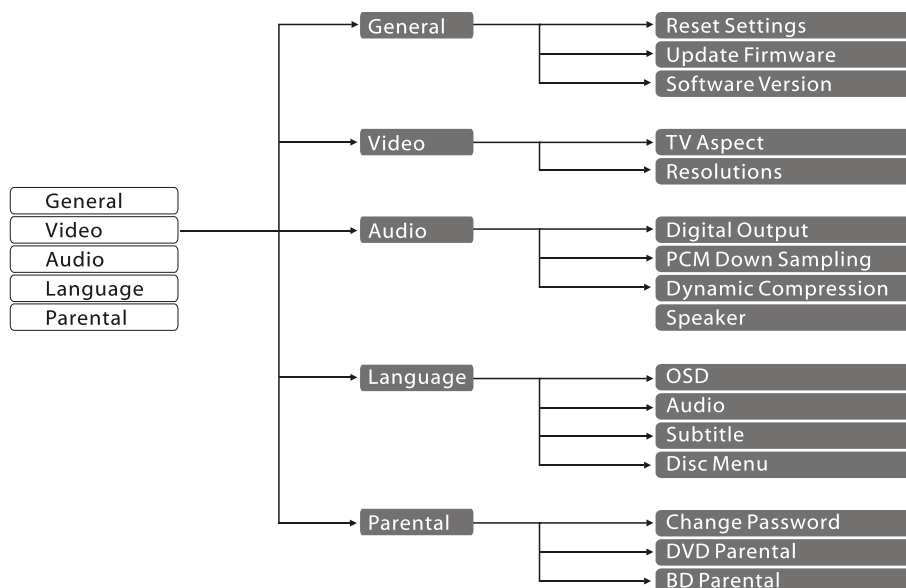 General
Video
Audio
Language
Parental
General
Reset Settings
Update Firmware
Software Version
Video
TV Aspect
Resolutions
Audio
Digital Output
PCM Down Sampling
Dynamic Compression
Speaker
Language
OSD
Audio
Subtitle
Disc Menu
Parental
Change Password
DVD Parental
BD Parental